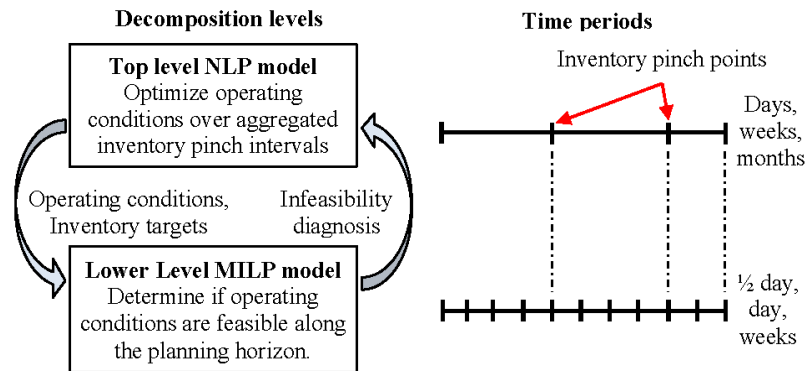 Decomposition levels
Top level NLP model
Optimize operating
conditions over aggregated
inventory pinch intervals
Operating conditions,
Inventory targets
Infeasibility
diagnosis
Lower Level MILP model
Determine if operating
conditions are feasible along
the planning horizon.
Time periods
Inventory pinch points
Days,
weeks,
months
½ day,
day,
weeks